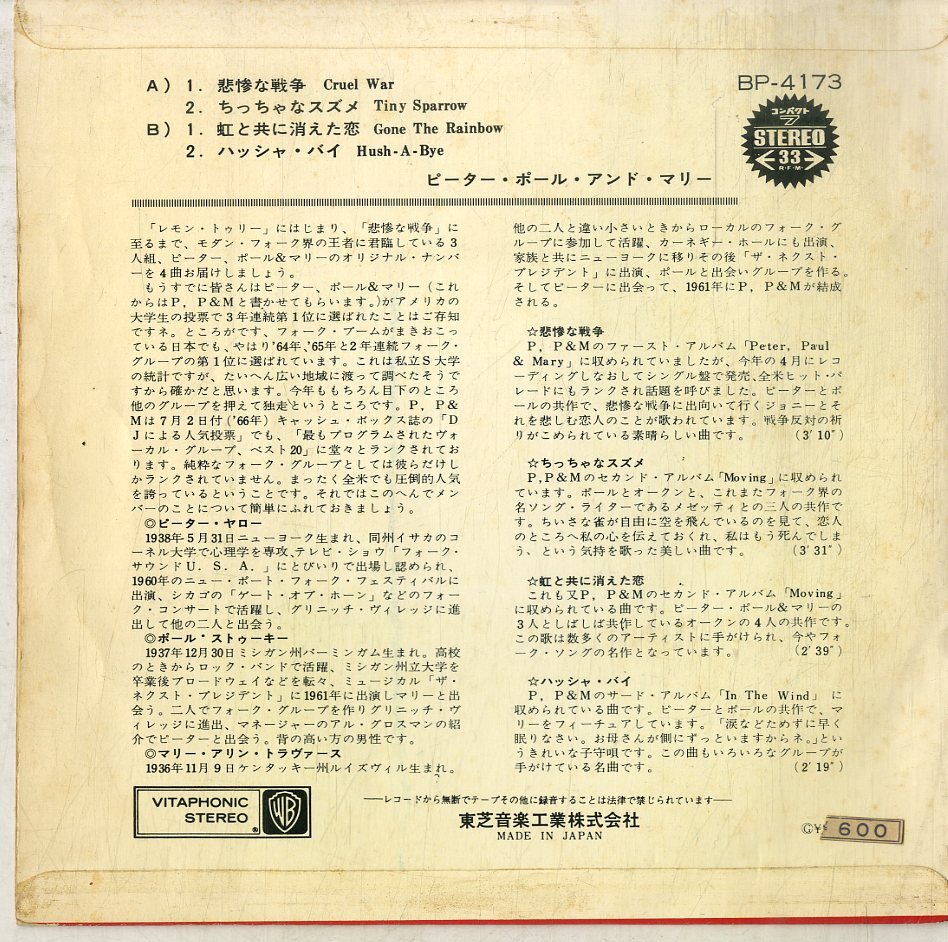 A) 1. 悲惨な戦争 Cruel War
2. ちっちゃなスズメ Tiny Sparrow
B) 1. 虹と共に消えた恋 Gone The Rainbow
2. ハッシャ・バイ Hush-A-Bye
ピーター・ポール・アンド・マリー
BP-4173
コンパクト
7
STEREO
33
R·P·M·
「レモン・トゥリー」にはじまり、「悲惨な戦争」に
至るまで、モダン・フォーク界の王者に君臨している3
人組、ピーター、ポール&マリーのオリジナル・ナンバ
ーを4曲お届けしましょう。
もうすでに皆さんはピーター、ポール&マリー(これ
からはP, P&Mと書かせてもらいます。)がアメリカの
大学生の投票で3年連続第1位に選ばれたことはご存知
ですネ。ところがです、フォーク・ブームがまきおこっ
ている日本でも、やはり'64年、'65年と2年連続フォーク・
グループの第1位に選ばれています。これは私立S大学
の統計ですが、たいへん広い地域に渡って調べたそうで
すから確かだと思います。今年ももちろん目下のところ
他のグループを押えて独走というところです。P, P&
Mは7月2日付('66年)キャッシュ・ボックス誌の「D
Jによる人気投票」でも、「最もプログラムされたヴォ
ーカル・グループ、ベスト20」に堂々とランクされてお
ります。純粋なフォーク・グループとしては彼らだけし
かランクされていません。まったく全米でも圧倒的人気
を誇っているということです。それではこのへんでメン
バーのことについて簡単にふれておきましょう。
◎ピーター・ヤロー
1938年5月31日ニューヨーク生まれ、同州イサカのコ
ーネル大学で心理学を専攻、テレビ・ショウ「フォーク・
サウンドU. S. A.」にとびいりで出場し認められ、
1960年のニュー・ポート・フォーク・フェスティバルに
出演、シカゴの「ゲート・オブ・ホーン」などのフォー
ク・コンサートで活躍し、グリニッチ・ヴィレッジに進
出して他の二人と出会う。
◎ポール・ストゥーキー
1937年12月30日ミシガン州バーミンガム生まれ。高校
のときからロック・バンドで活躍、ミシガン州立大学を
卒業後ブロードウェイなどを転々、ミュージカル「ザ・
ネクスト・プレジデント」に1961年に出演しマリーと出
会う。二人でフォーク・グループを作りグリニッチ・ヴ
ィレッジに進出、マネージャーのアル・グロスマンの紹
介でピーターと出会う。背の高い方の男性です。
◎マリー・アリン・トラヴァース
1936年11月9日ケンタッキー州ルイズヴィル生まれ。
他の二人と違い小さいときからローカルのフォーク・グ
ループに参加して活躍、カーネギー・ホールにも出演、
家族と共にニューヨークに移りその後「ザ・ネクスト・
プレジデント」に出演、ポールと出会いグループを作る。
そしてピーターに出会って、1961年にP, P&Mが結成
される。
☆悲惨な戦争
P, P&Mのファースト・アルバム「Peter, Paul
& Mary」に収められていましたが、今年の4月にレコ
ーディングしなおしてシングル盤で発売、全米ヒット・パ
レードにもランクされ話題を呼びました。ピーターとポ
ールの共作で、悲惨な戦争に出向いて行くジョニーとそ
れを悲しむ恋人のことが歌われています。戦争反対の祈
りがこめられている素晴らしい曲です。 (3′10″)
☆ちっちゃなスズメ
P,P&Mのセカンド・アルバム「Moving」に収められ
ています。ポールとオークンと、これまたフォーク界の
名ソング・ライターであるメゼッティとの三人の共作で
す。ちいさな雀が自由に空を飛んでいるのを見て、恋人
のところへ私の心を伝えておくれ、私はもう死んでしま
う、という気持を歌った美しい曲です。 (3′31″)
☆虹と共に消えた恋
これも又P, P&Mのセカンド・アルバム「Moving」
に収められている曲です。ピーター・ポール&マリーの
3人としばしば共作しているオークンの4人の共作です。
この歌は数多くのアーティストに手がけられ、今やフォ
ーク・ソングの名作となっています。 (2′39″)
☆ハッシャ・バイ
P, P&Mのサード・アルバム「In The Wind」に
収められている曲です。ピーターとポールの共作で、マ
リーをフィーチュアしています。「涙などためずに早く
眠りなさい。お母さんが側にずっといますからネ。」とい
うきれいな子守唄です。この曲もいろいろなグループが
手がけている名曲です。 (2′19″)
VITAPHONIC
STEREO
®
WB
──レコードから無断でテープその他に録音することは法律で禁じられています──
東芝音楽工業株式会社
MADE IN JAPAN
Ⓖ¥
600